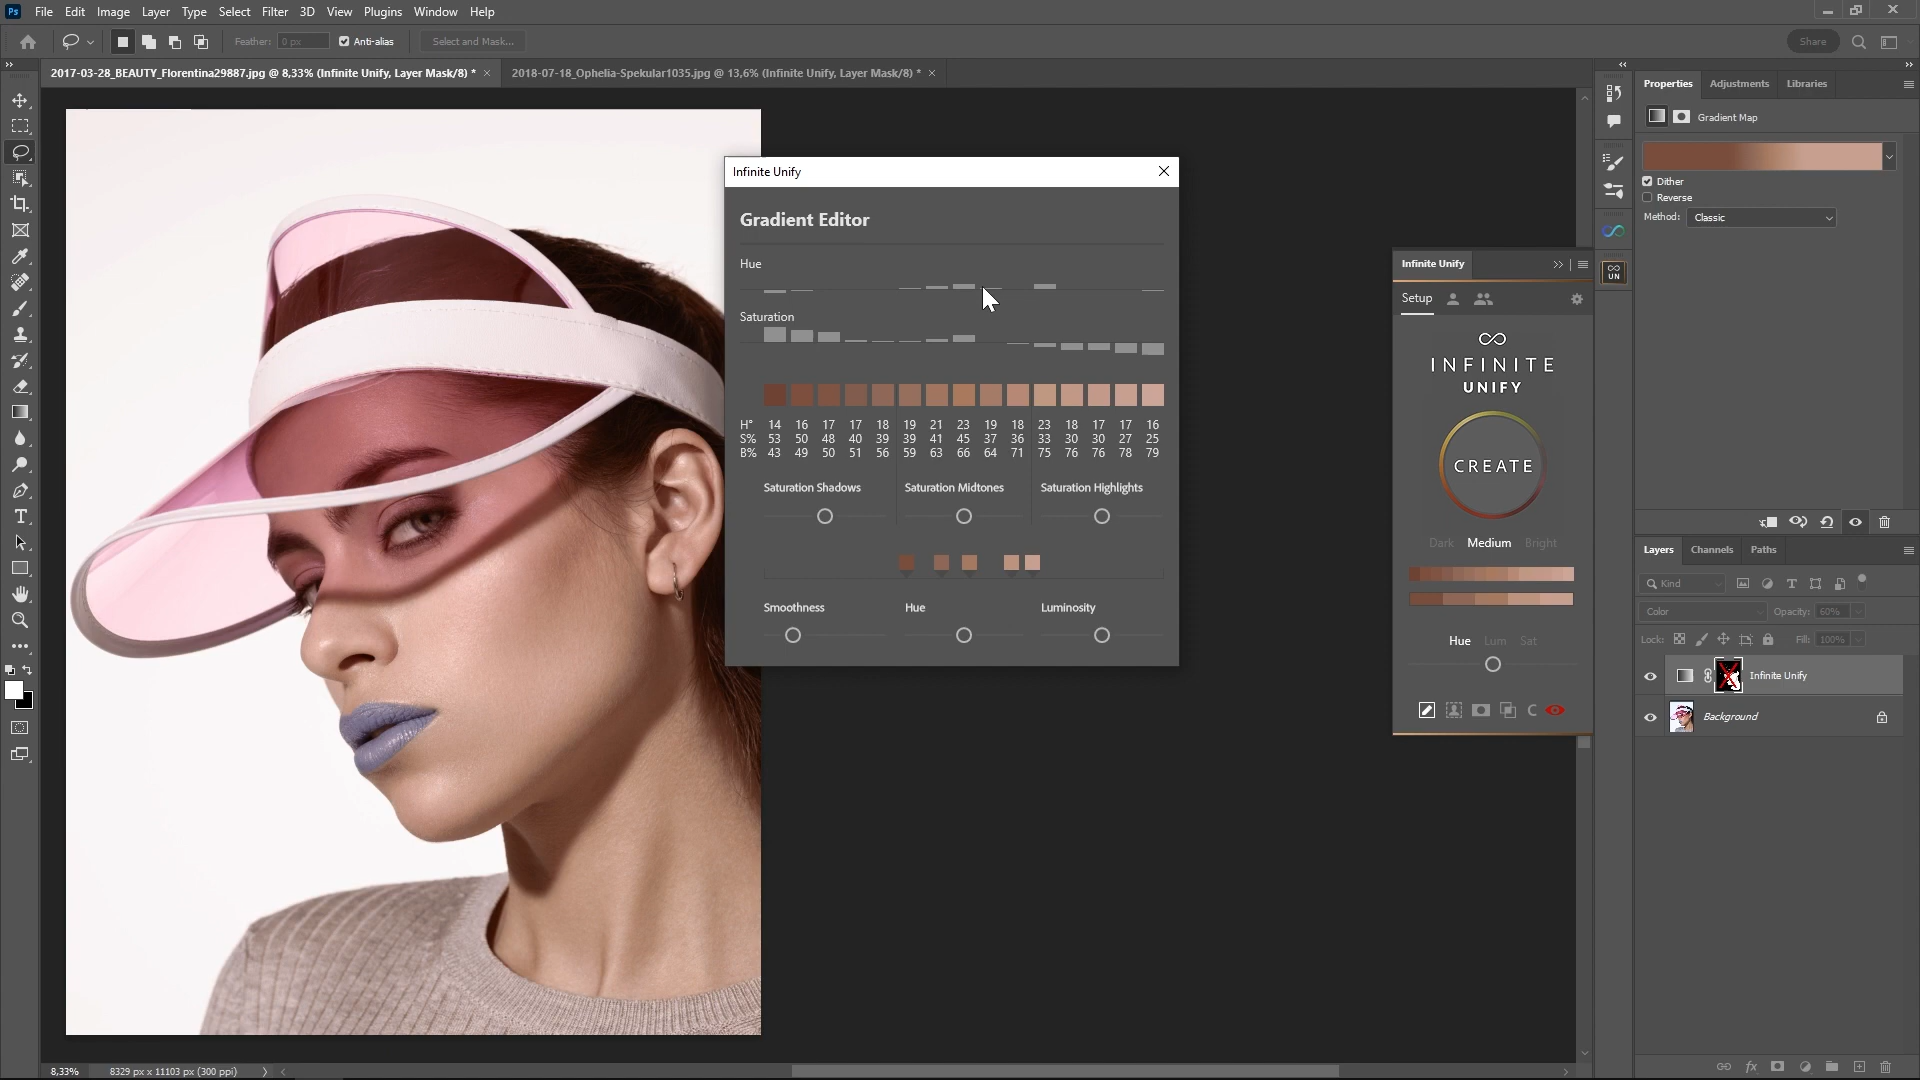 Ps File Edit Image Layer Type Select Filter 3D View Plugins Window Help
Feather: 0 px Anti-alias Select and Mask... Share
2017-03-28_BEAUTY_Florentina29887.jpg @ 8,33% (Infinite Unify, Layer Mask/8) * × 2018-07-18_Ophelia-Spekular1035.jpg @ 13,6% (Infinite Unify, Layer Mask/8) * ×
Properties Adjustments Libraries
Gradient Map
Dither
Reverse
Method: Classic
Infinite Unify
Gradient Editor
Hue
Saturation
H° 14 16 17 17 18 19 21 23 19 18 23 18 17 17 16
S% 53 50 48 40 39 39 41 45 37 36 33 30 30 27 25
B% 43 49 50 51 56 59 63 66 64 71 75 76 76 78 79
Saturation Shadows Saturation Midtones Saturation Highlights
Smoothness Hue Luminosity
Infinite Unify
Setup
INFINITE
UNIFY
CREATE
Dark Medium Bright
Hue Lum Sat
UN
Layers Channels Paths
Kind
Color Opacity: 60%
Lock: Fill: 100%
Infinite Unify
Background
fx
8,33% 8329 px x 11103 px (300 ppi)